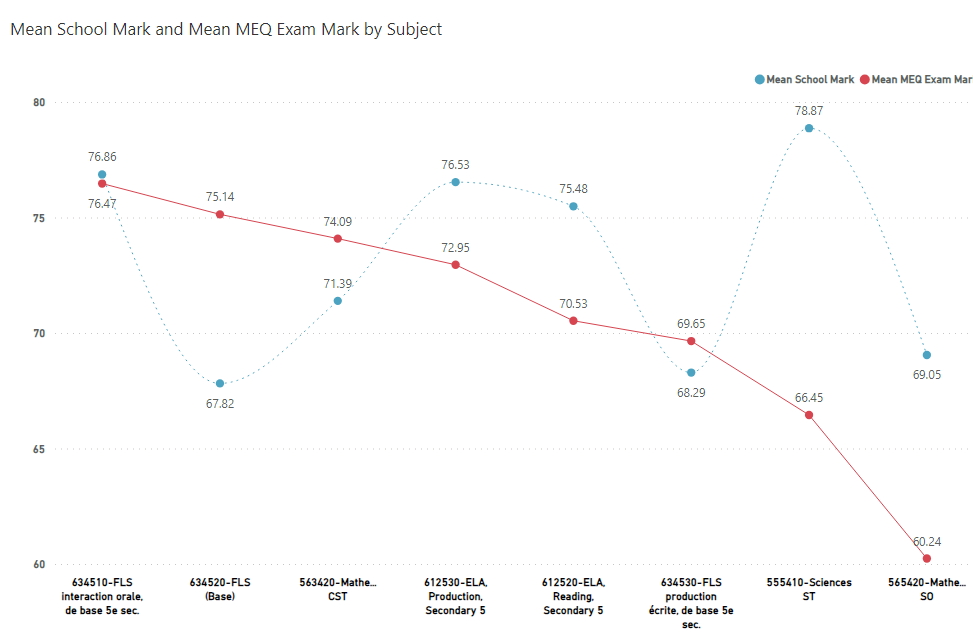 Mean School Mark and Mean MEQ Exam Mark by Subject
Mean School Mark Mean MEQ Exam Mar
80
75
70
65
60
76.86
76.47
75.14
67.82
74.09
71.39
76.53
72.95
75.48
70.53
69.65
68.29
78.87
66.45
69.05
60.24
634510-FLS
interaction orale,
de base 5e sec.
634520-FLS
(Base)
563420-Mathe...
CST
612530-ELA,
Production,
Secondary 5
612520-ELA,
Reading,
Secondary 5
634530-FLS
production
écrite, de base 5e
sec.
555410-Sciences
ST
565420-Mathe...
SO